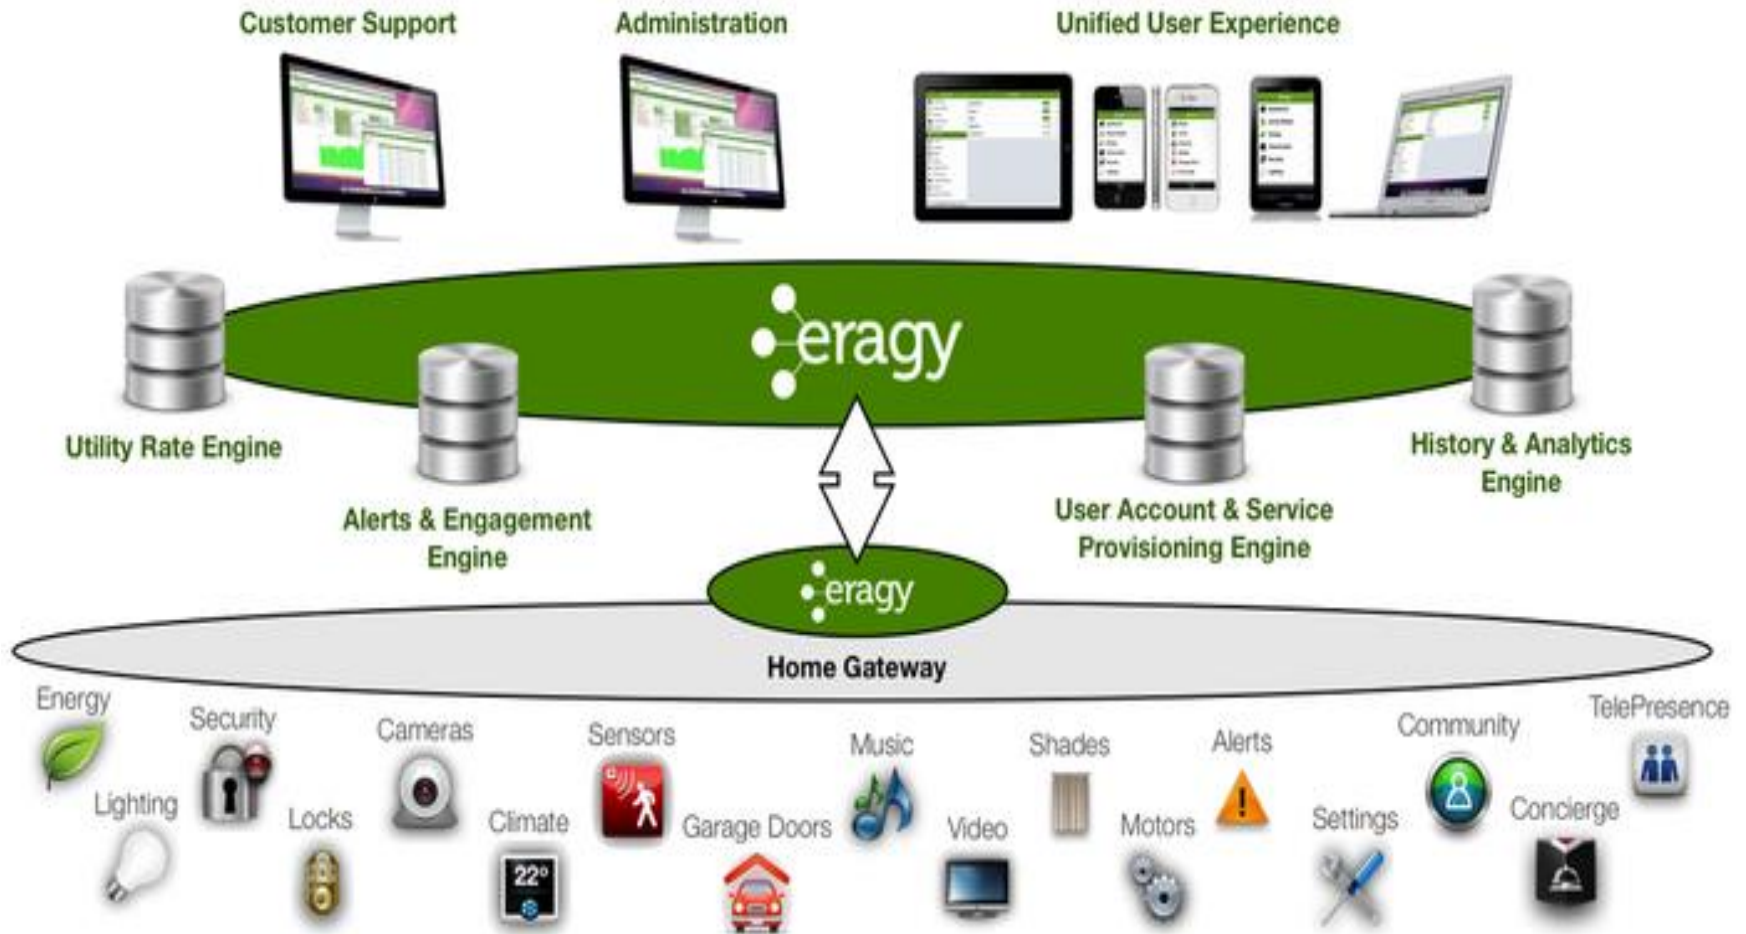 Customer Support
Administration
Unified User Experience
eragy
Utility Rate Engine
Alerts & Engagement
Engine
User Account & Service
Provisioning Engine
History & Analytics
Engine
eragy
Home Gateway
Energy
Security
Cameras
Sensors
Music
Shades
Alerts
Community
TelePresence
Lighting
Locks
Climate
22°
Garage Doors
Video
Motors
Settings
Concierge